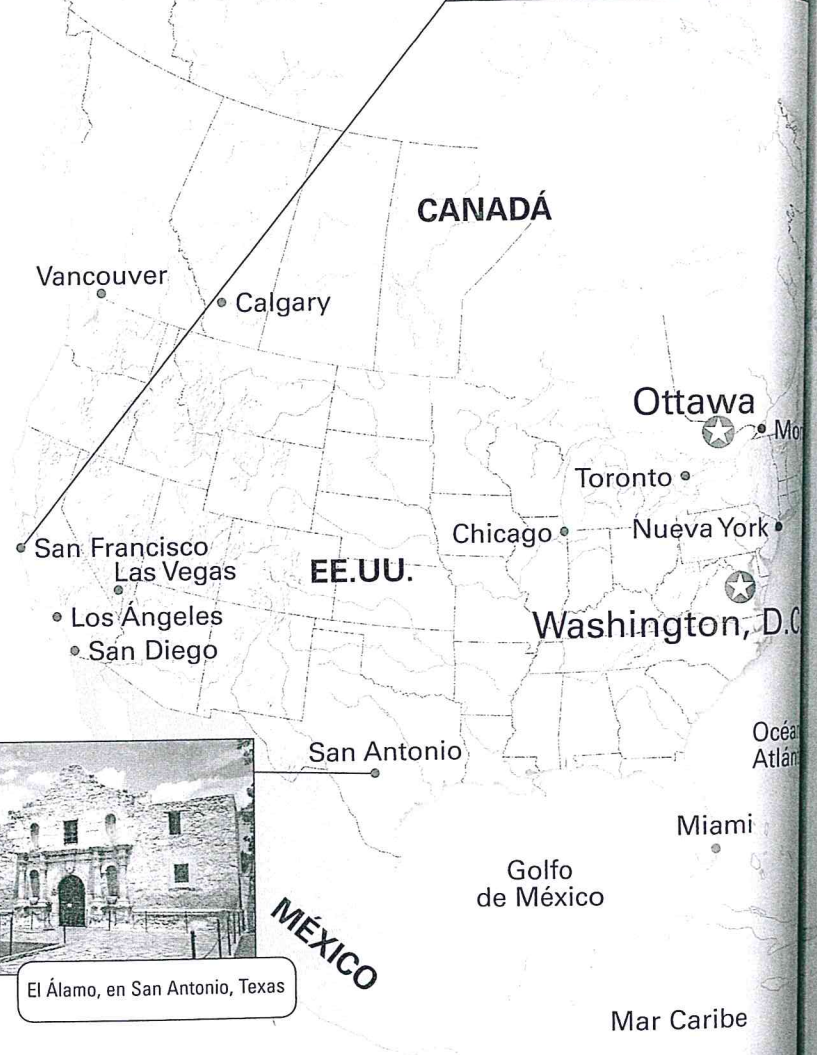 CANADÁ
Vancouver
Calgary
Ottawa
Toronto
Chicago
Nueva York
San Francisco
Las Vegas
EE.UU.
Los Ángeles
San Diego
Washington, D.C
San Antonio
Miami
Golfo
de México
MÉXICO
El Álamo, en San Antonio, Texas
Mar Caribe